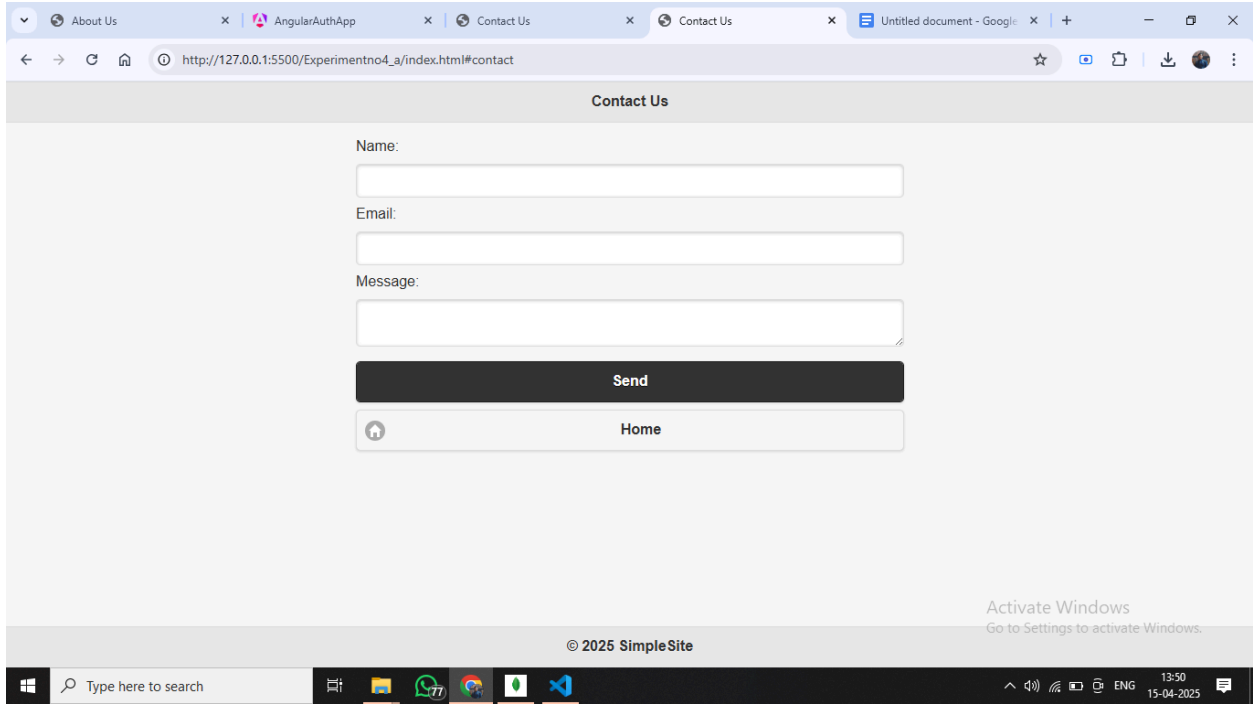 About Us
AngularAuthApp
Contact Us
Contact Us
Untitled document - Google
http://127.0.0.1:5500/Experimentno4_a/index.html#contact
Contact Us
Name:
Email:
Message:
Send
Home
Activate Windows
Go to Settings to activate Windows.
© 2025 SimpleSite
Type here to search
77
ENG
13:50
15-04-2025